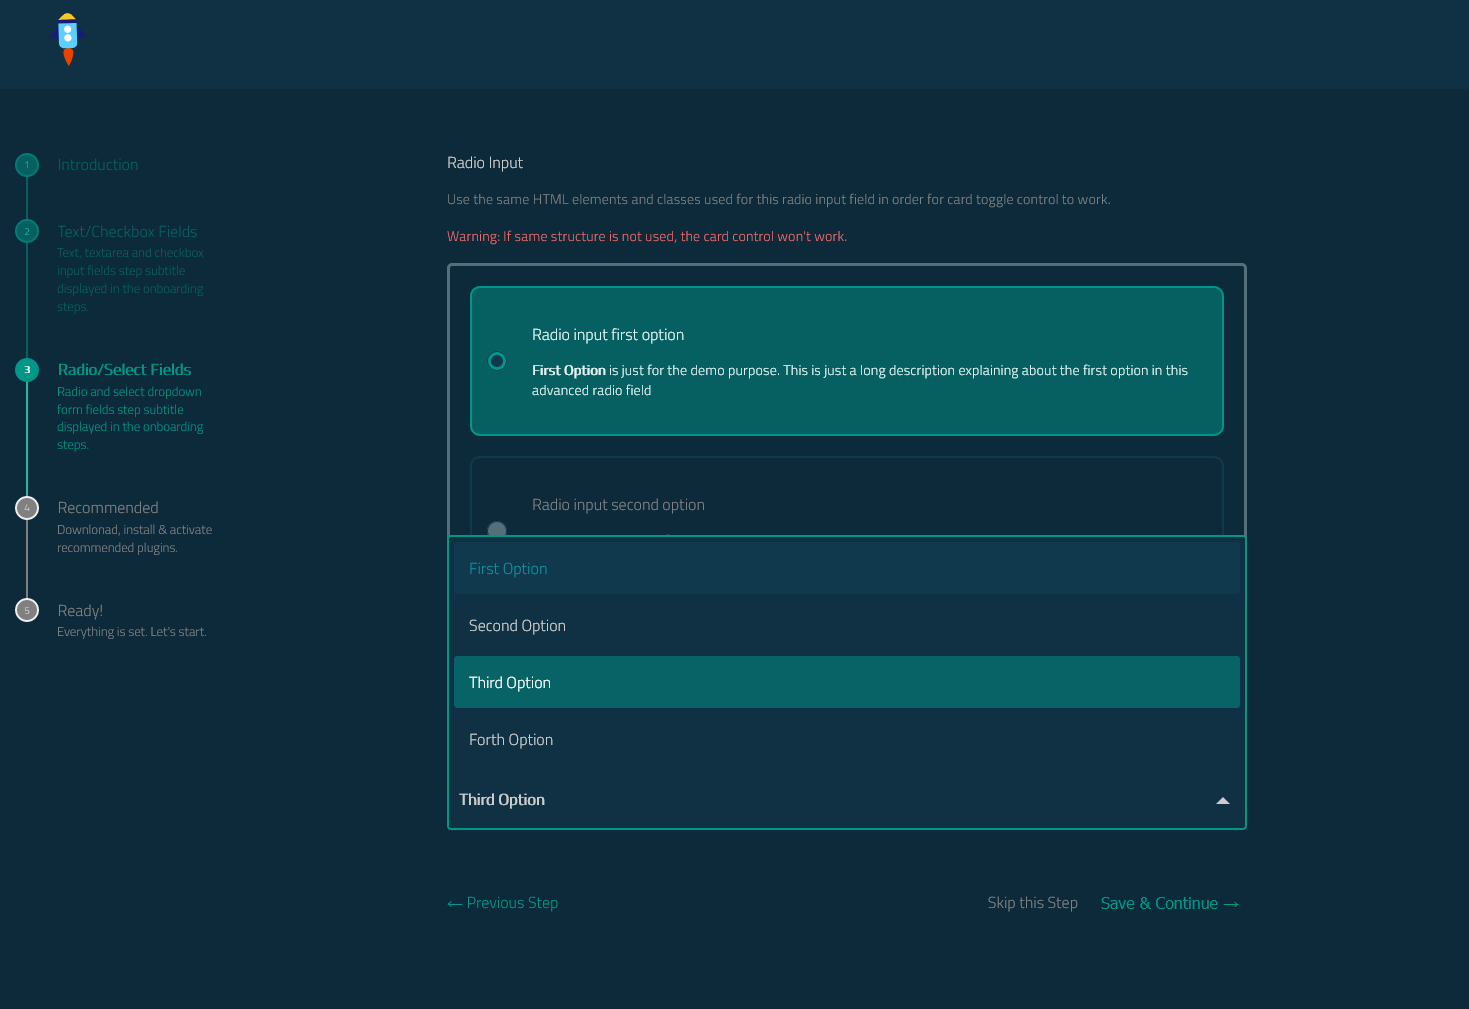 1
Introduction
2
Text/Checkbox Fields
Text, textarea and checkbox
input fields step subtitle
displayed in the onboarding
steps.
3
Radio/Select Fields
Radio and select dropdown
form fields step subtitle
displayed in the onboarding
steps.
4
Recommended
Downlonad, install & activate
recommended plugins.
5
Ready!
Everything is set. Let's start.
Radio Input
Use the same HTML elements and classes used for this radio input field in order for card toggle control to work.
Warning: If same structure is not used, the card control won't work.
Radio input first option
First Option is just for the demo purpose. This is just a long description explaining about the first option in this
advanced radio field
Radio input second option
First Option
Second Option
Third Option
Forth Option
Third Option
← Previous Step
Skip this Step
Save & Continue →